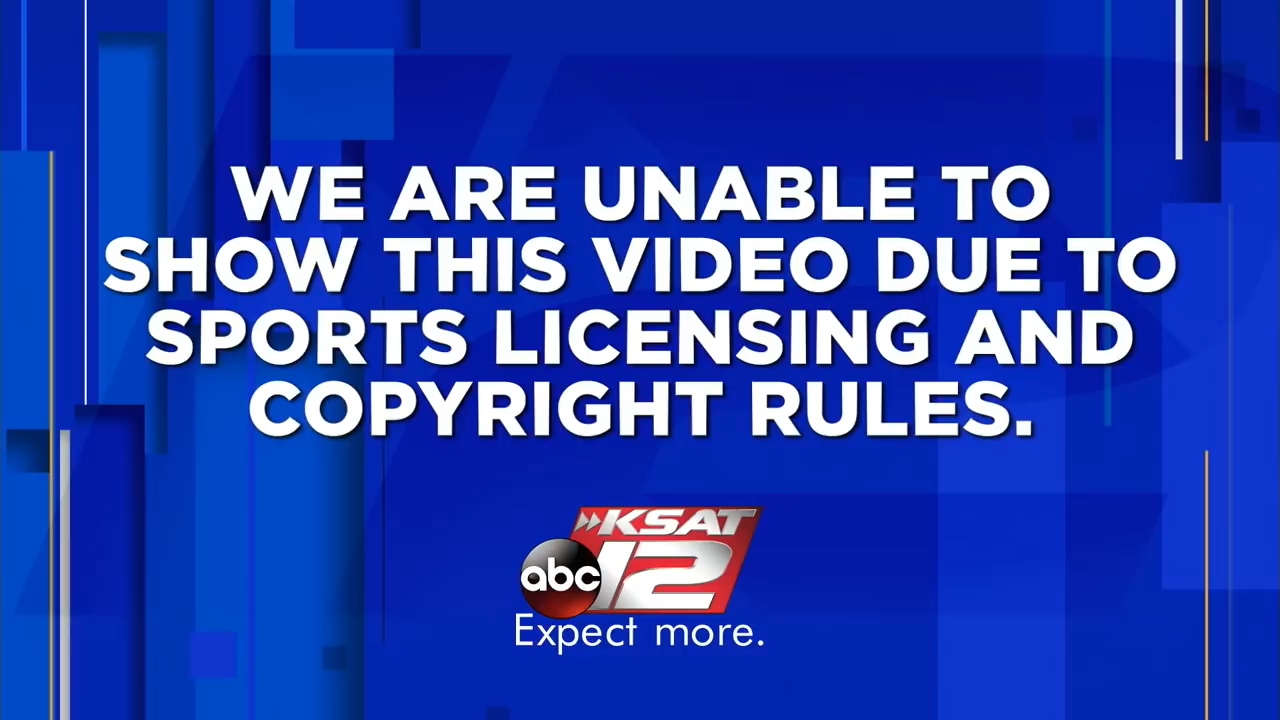 WE ARE UNABLE TO
SHOW THIS VIDEO DUE TO
SPORTS LICENSING AND
COPYRIGHT RULES.
KSAT
abc 12
Expect more.